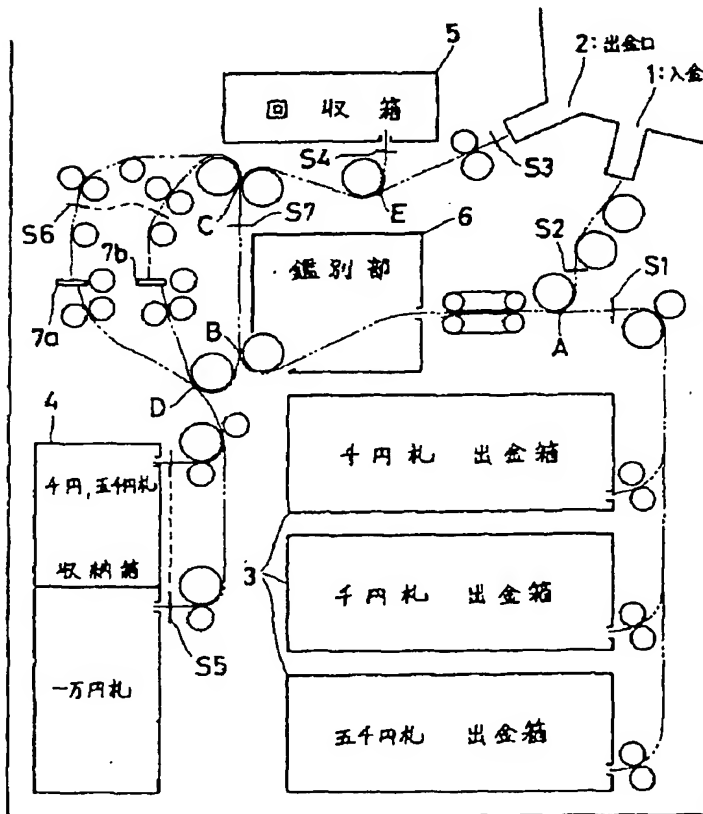 5
2:出金口
1:入金
回収箱
S4
S3
E
C
S7
6
S6
7b
S2
鑑別部
S1
7a
B
A
D
4
千円札 出金箱
千円,五千円札
収納箱
3
千円札 出金箱
S5
一万円札
五千円札 出金箱